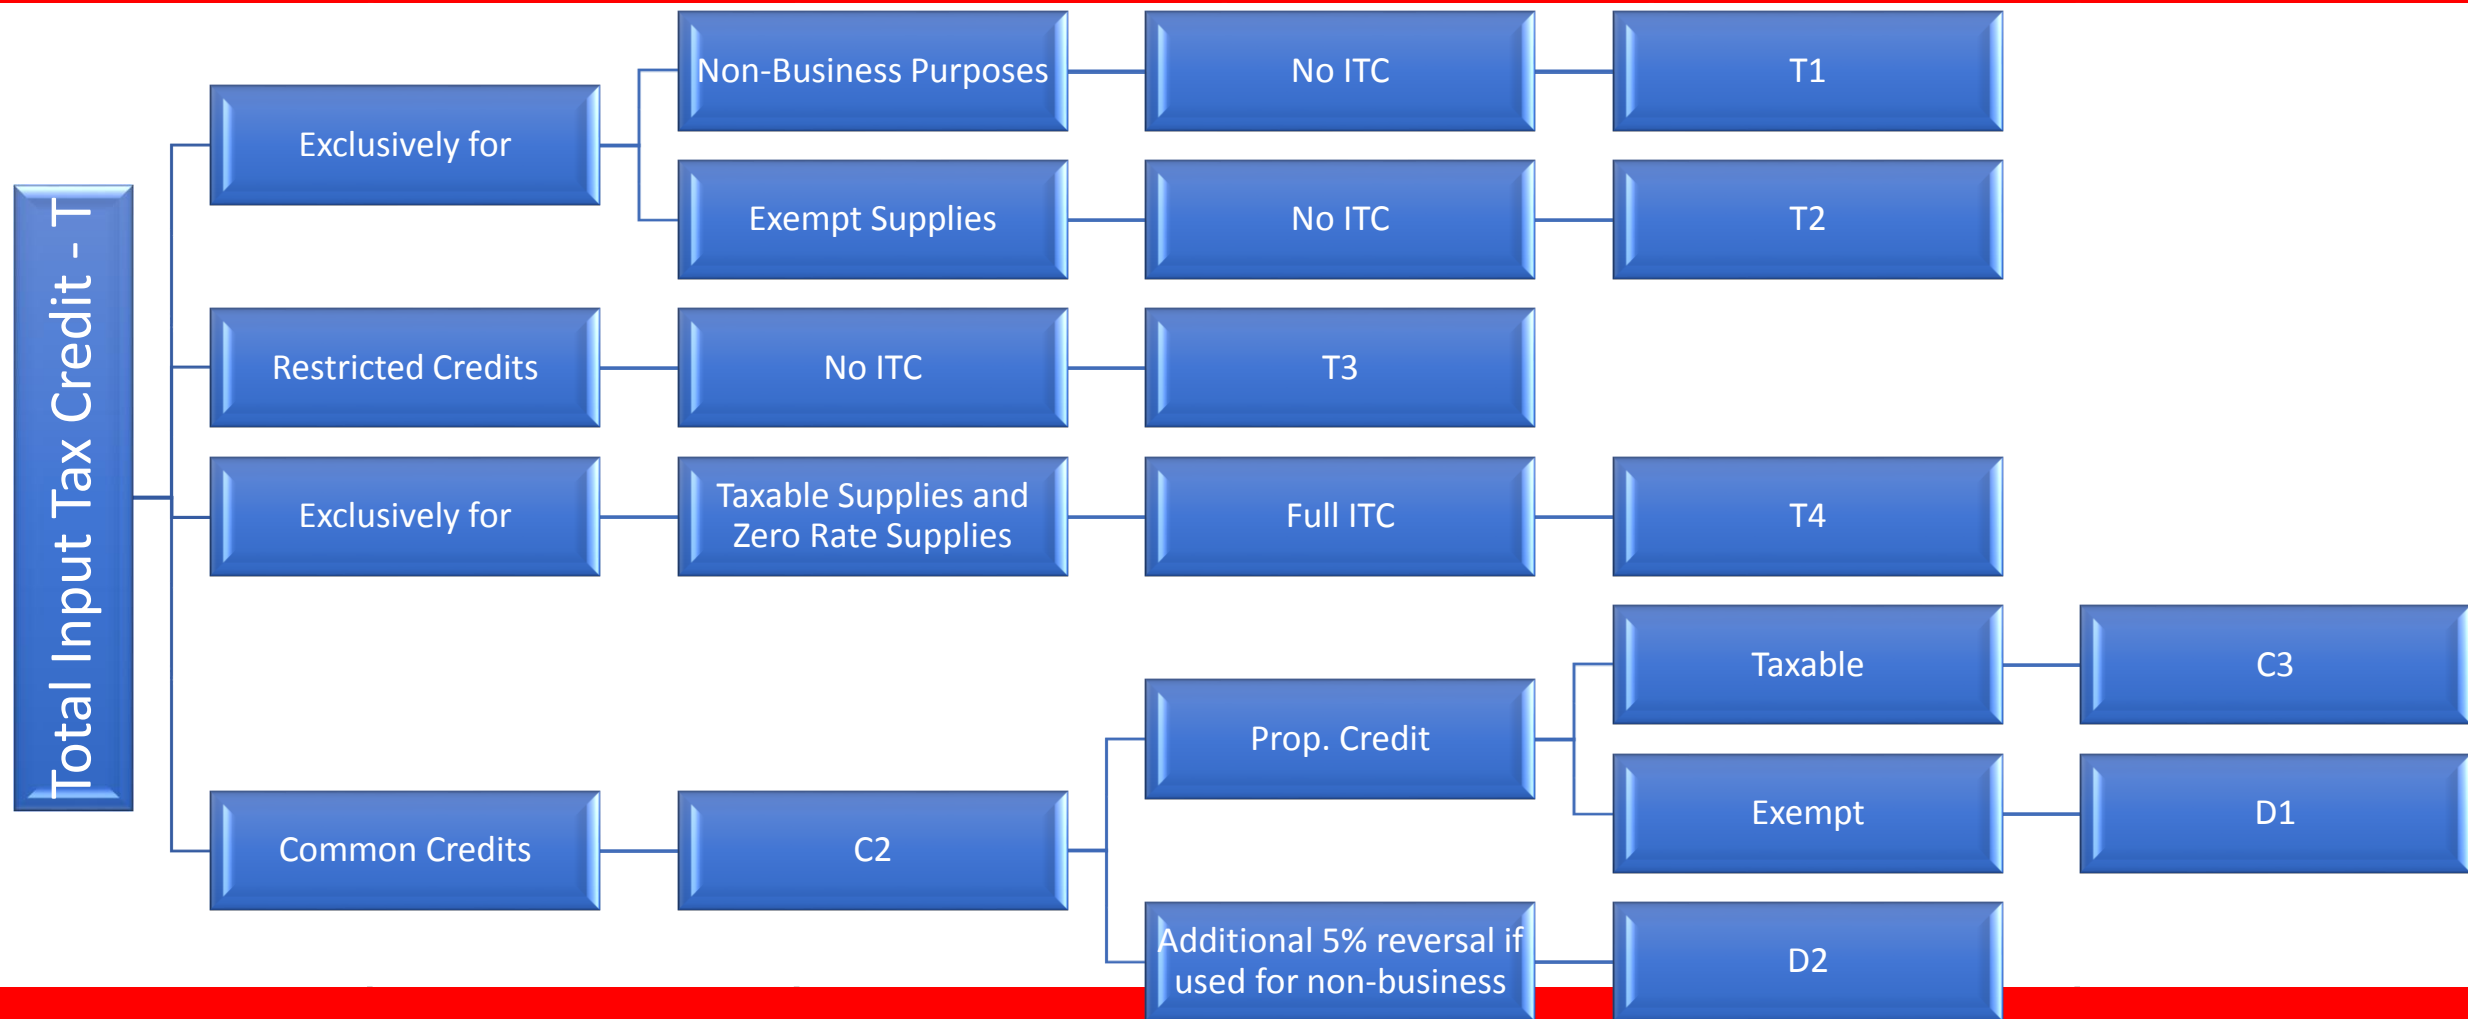 Total Input Tax Credit - T
Exclusively for
Non-Business Purposes
No ITC
T1
Exempt Supplies
No ITC
T2
Restricted Credits
No ITC
T3
Exclusively for
Taxable Supplies and
Zero Rate Supplies
Full ITC
T4
Common Credits
C2
Prop. Credit
Taxable
C3
Exempt
D1
Additional 5% reversal if
used for non-business
D2